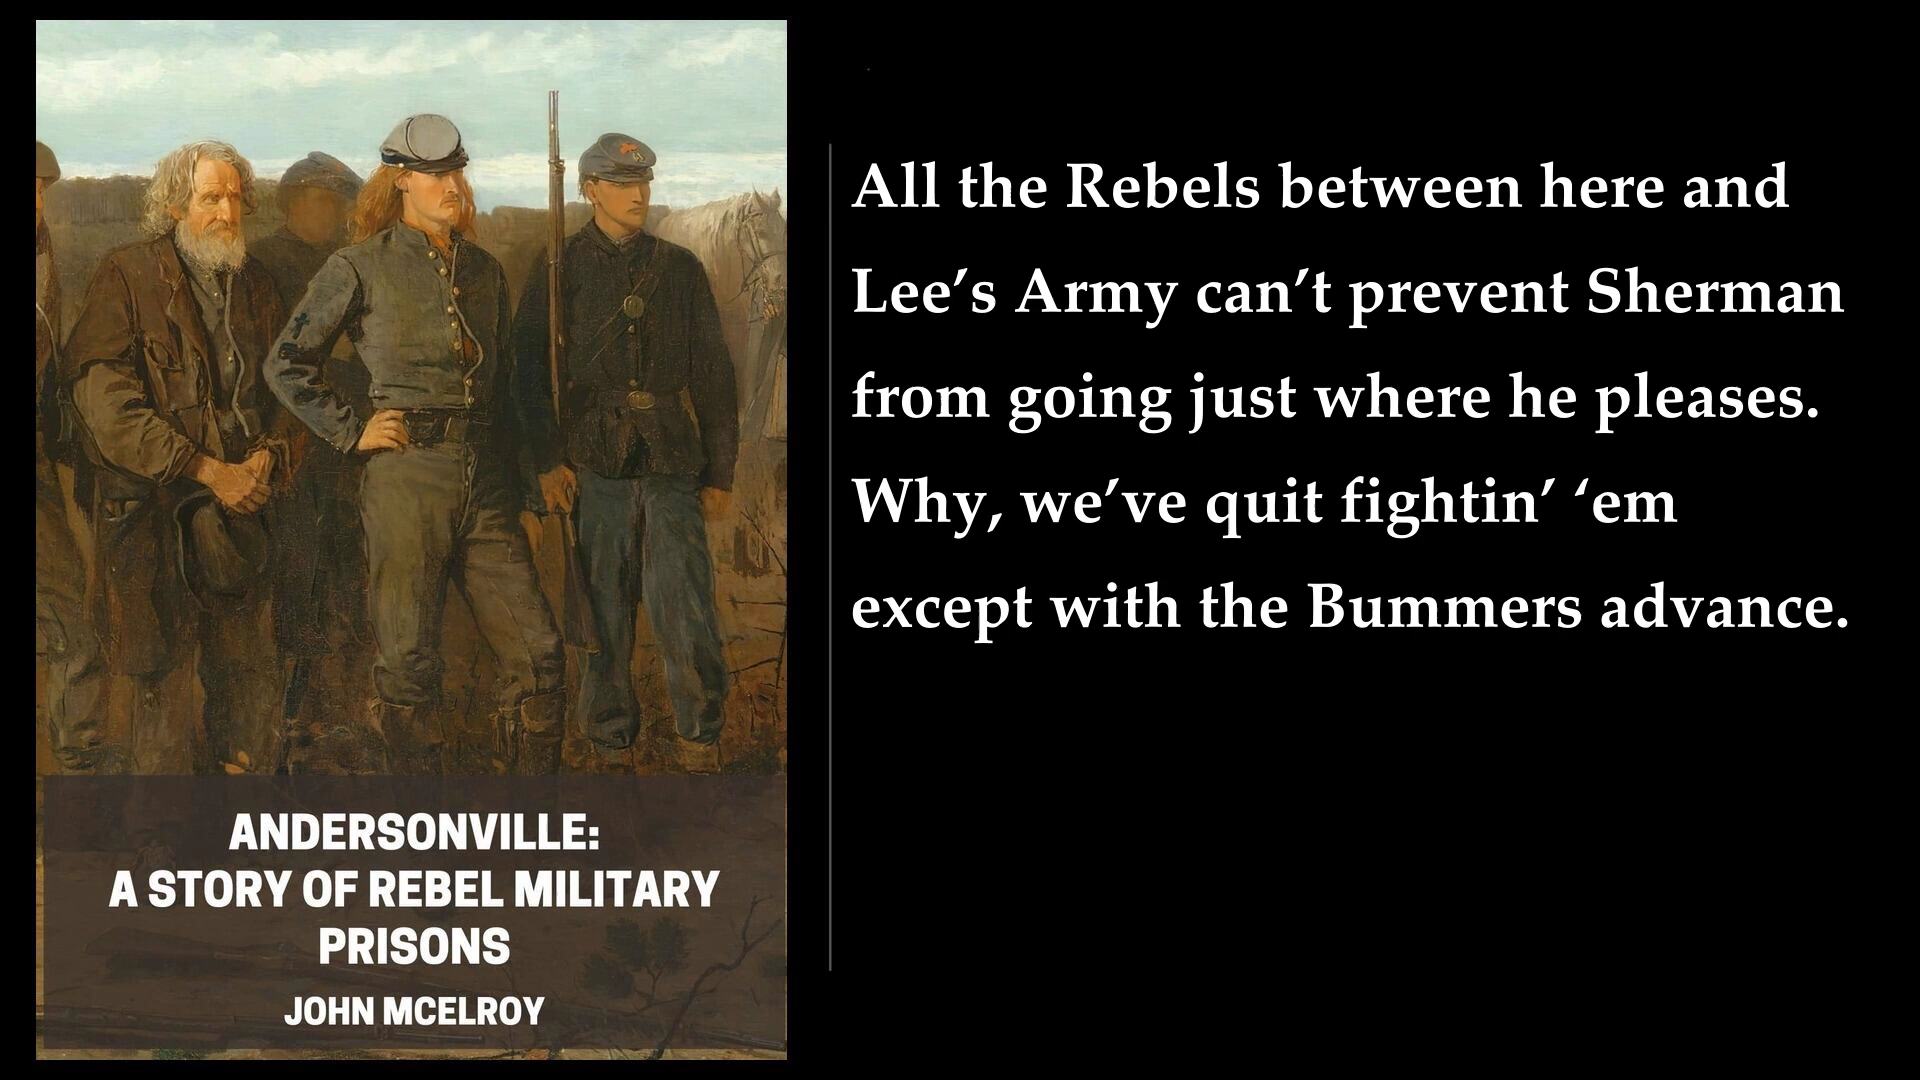 All the Rebels between here and
Lee’s Army can’t prevent Sherman
from going just where he pleases.
Why, we’ve quit fightin’ ‘em
except with the Bummers advance.
ANDERSONVILLE:
A STORY OF REBEL MILITARY
PRISONS
JOHN MCELROY